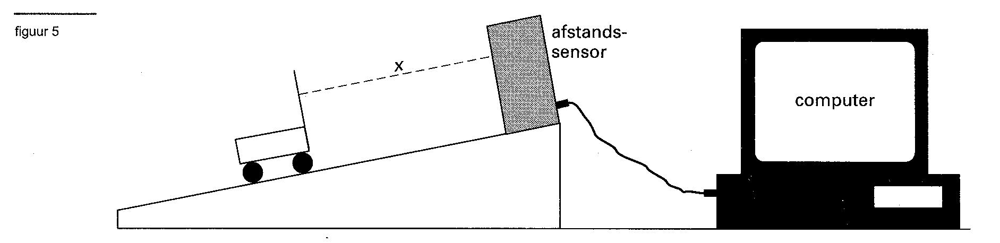 figuur 5
afstands-
sensor
x
computer